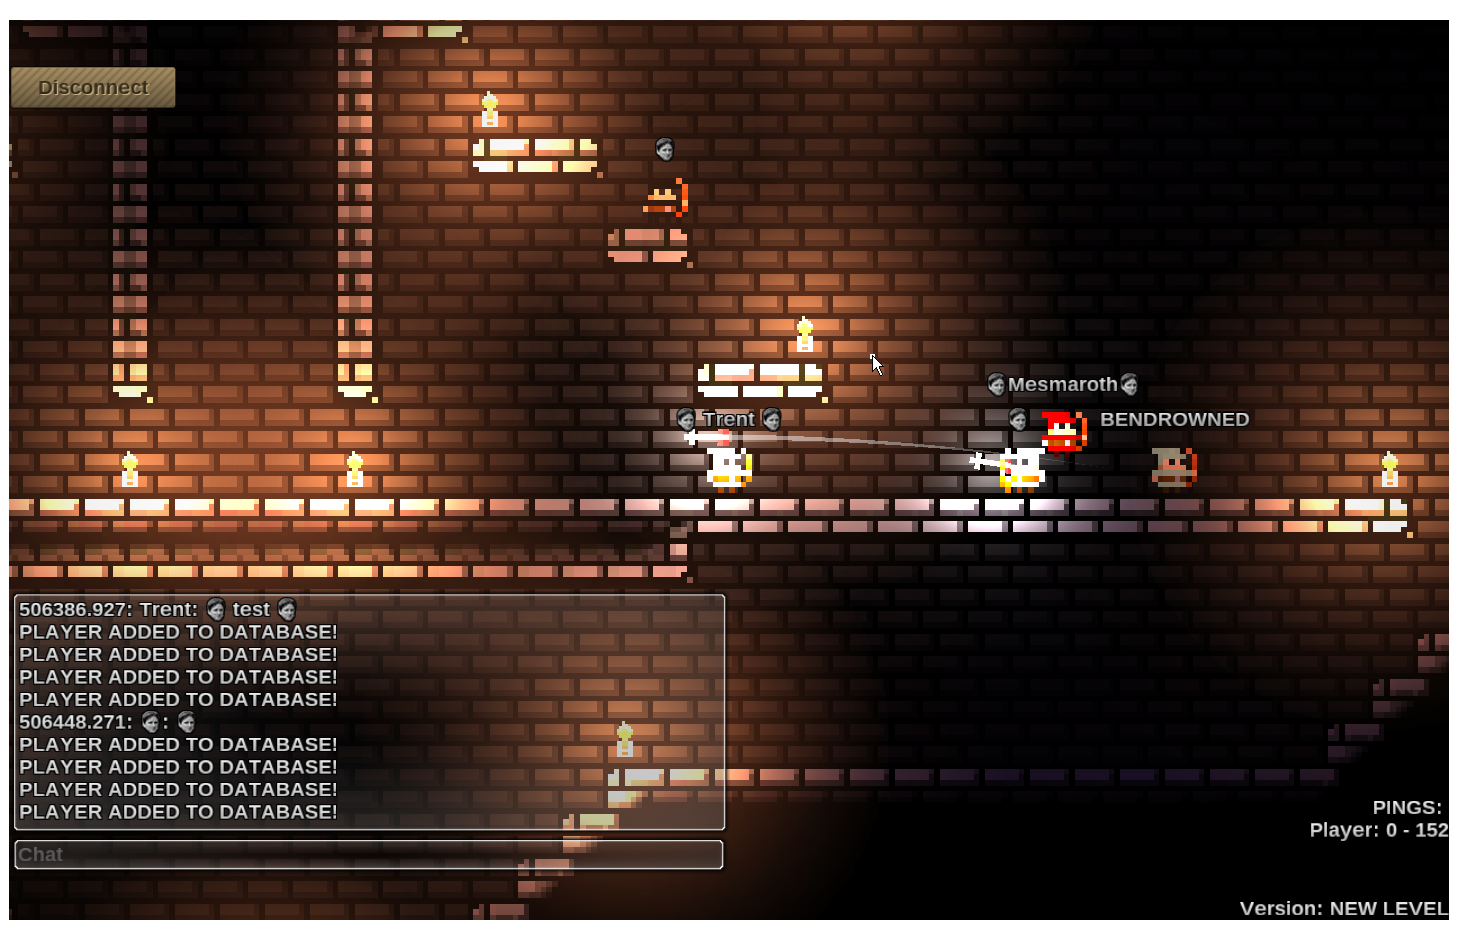 Disconnect
Mesmaroth
Trent
BENDROWNED
506386.927: Trent: test
PLAYER ADDED TO DATABASE!
PLAYER ADDED TO DATABASE!
PLAYER ADDED TO DATABASE!
PLAYER ADDED TO DATABASE!
506448.271: :
PLAYER ADDED TO DATABASE!
PLAYER ADDED TO DATABASE!
PLAYER ADDED TO DATABASE!
PLAYER ADDED TO DATABASE!
Chat
PINGS:
Player: 0 - 152
Version: NEW LEVEL